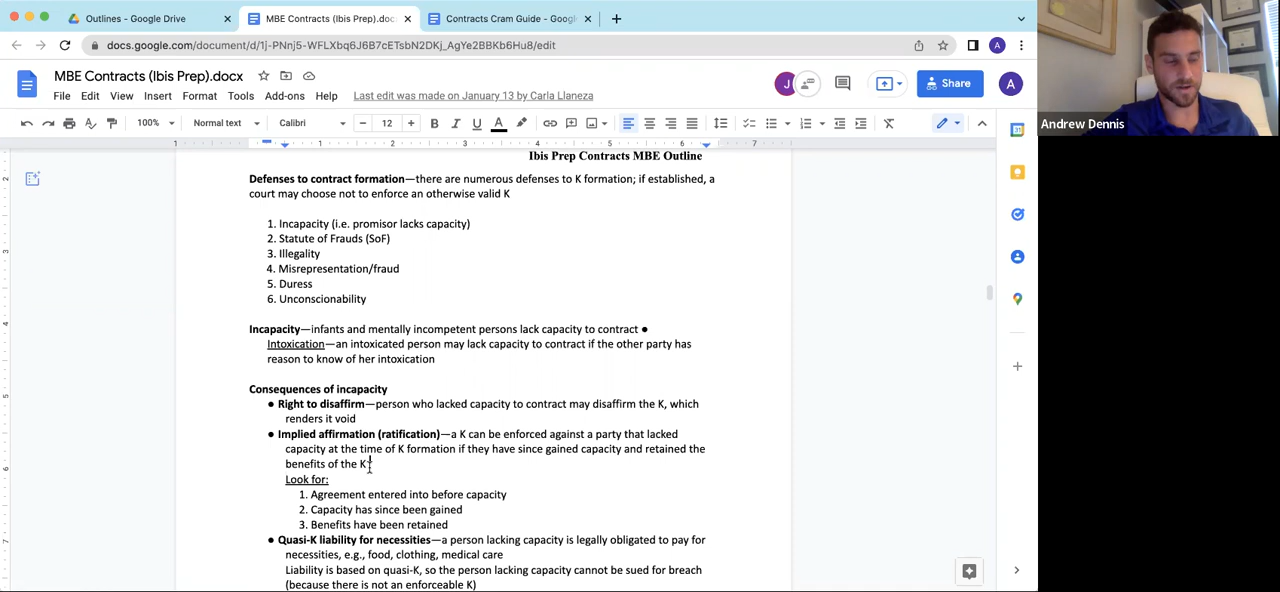 Outlines - Google Drive
MBE Contracts (Ibis Prep).doc
Contracts Cram Guide - Googl
docs.google.com/document/d/1j-PNnj5-WFLXbq6J6B7cETsbN2DKj_AgYe2BBKb6Hu8/edit
MBE Contracts (Ibis Prep).docx
File Edit View Insert Format Tools Add-ons Help Last edit was made on January 13 by Carla Llaneza
J
Share
A
100% Normal text Calibri 12 B I U A
1 1 2 3 4 5 6 7
Ibis Prep Contracts MBE Outline
Defenses to contract formation—there are numerous defenses to K formation; if established, a
court may choose not to enforce an otherwise valid K
1. Incapacity (i.e. promisor lacks capacity)
2. Statute of Frauds (SoF)
3. Illegality
4. Misrepresentation/fraud
5. Duress
6. Unconscionability
Incapacity—infants and mentally incompetent persons lack capacity to contract ●
Intoxication—an intoxicated person may lack capacity to contract if the other party has
reason to know of her intoxication
Consequences of incapacity
● Right to disaffirm—person who lacked capacity to contract may disaffirm the K, which
renders it void
● Implied affirmation (ratification)—a K can be enforced against a party that lacked
capacity at the time of K formation if they have since gained capacity and retained the
benefits of the K
Look for:
1. Agreement entered into before capacity
2. Capacity has since been gained
3. Benefits have been retained
● Quasi-K liability for necessities—a person lacking capacity is legally obligated to pay for
necessities, e.g., food, clothing, medical care
Liability is based on quasi-K, so the person lacking capacity cannot be sued for breach
(because there is not an enforceable K)
Andrew Dennis